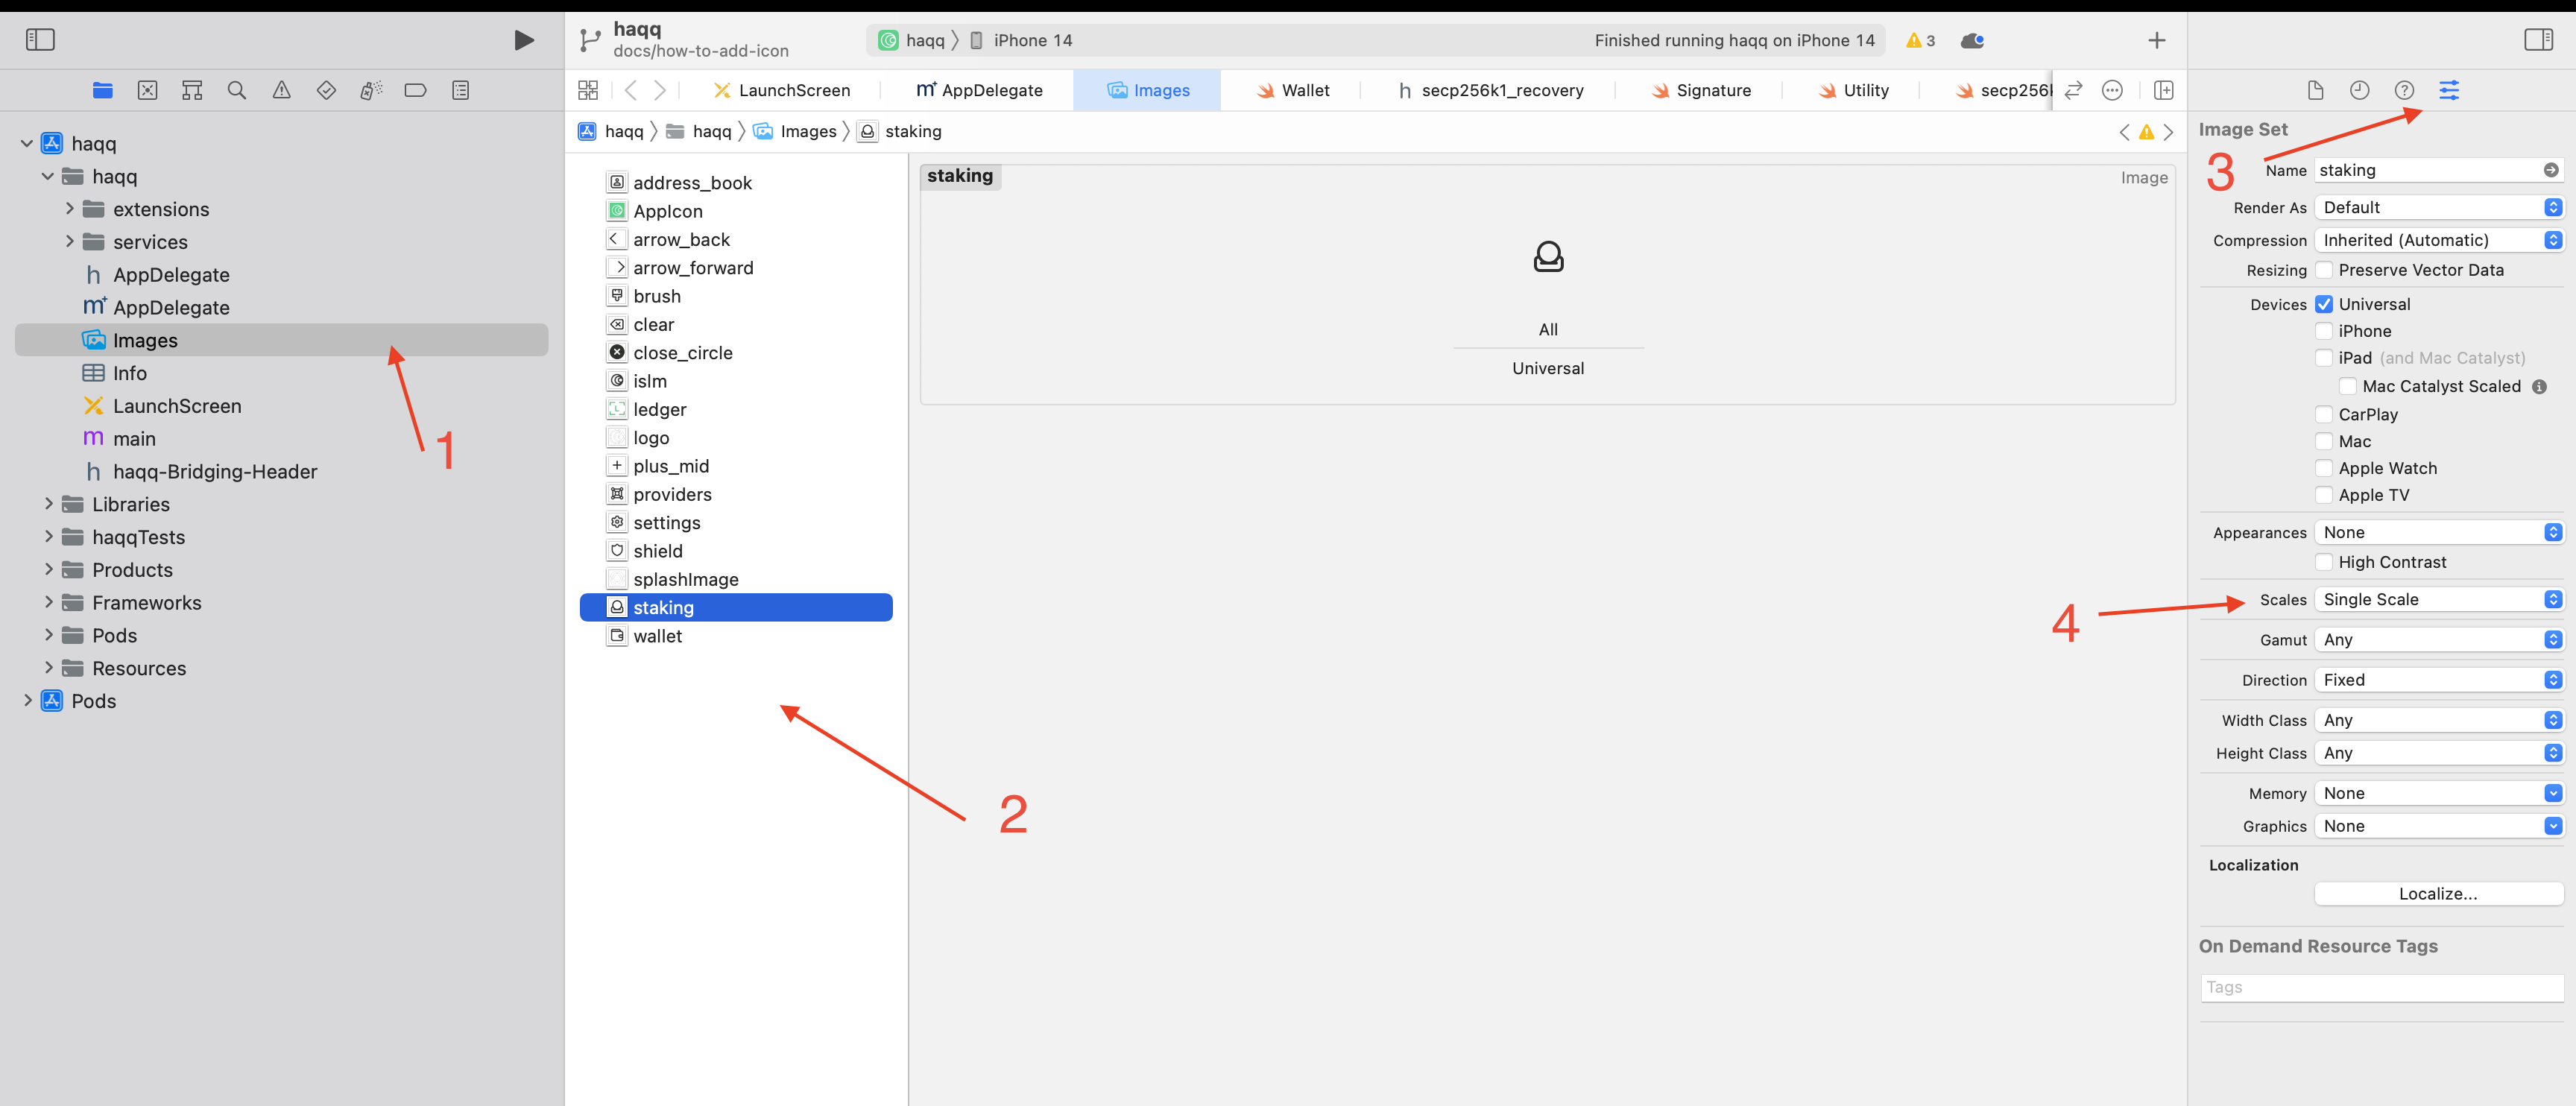 haqq
docs/how-to-add-icon
haqq
iPhone 14
Finished running haqq on iPhone 14
3
LaunchScreen
m+ AppDelegate
Images
Wallet
h secp256k1_recovery
Signature
Utility
secp256k
haqq
haqq
Images
staking
haqq
haqq
extensions
services
h AppDelegate
m+ AppDelegate
Images
Info
LaunchScreen
m main
h haqq-Bridging-Header
Libraries
haqqTests
Products
Frameworks
Pods
Resources
Pods
1
address_book
AppIcon
arrow_back
arrow_forward
brush
clear
close_circle
islm
ledger
logo
plus_mid
providers
settings
shield
splashImage
staking
wallet
2
staking
Image
All
Universal
3
4
Image Set
Name staking
Render As Default
Compression Inherited (Automatic)
Resizing Preserve Vector Data
Devices Universal
iPhone
iPad (and Mac Catalyst)
Mac Catalyst Scaled
CarPlay
Mac
Apple Watch
Apple TV
Appearances None
High Contrast
Scales Single Scale
Gamut Any
Direction Fixed
Width Class Any
Height Class Any
Memory None
Graphics None
Localization
Localize...
On Demand Resource Tags
Tags